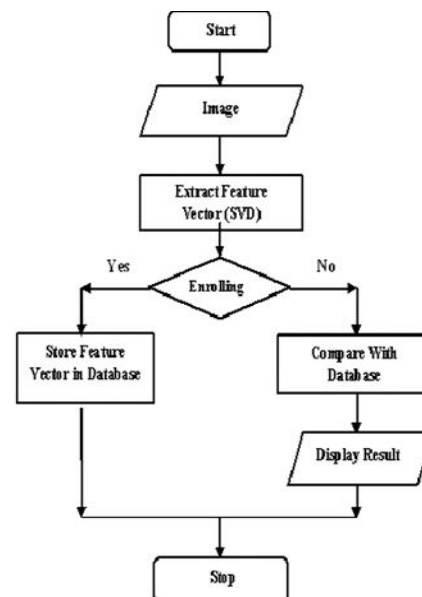 Start
Image
Extract Feature
Vector (SVD)
Yes
Enrolling
No
Store Feature
Vector in Database
Compare With
Database
Display Result
Stop